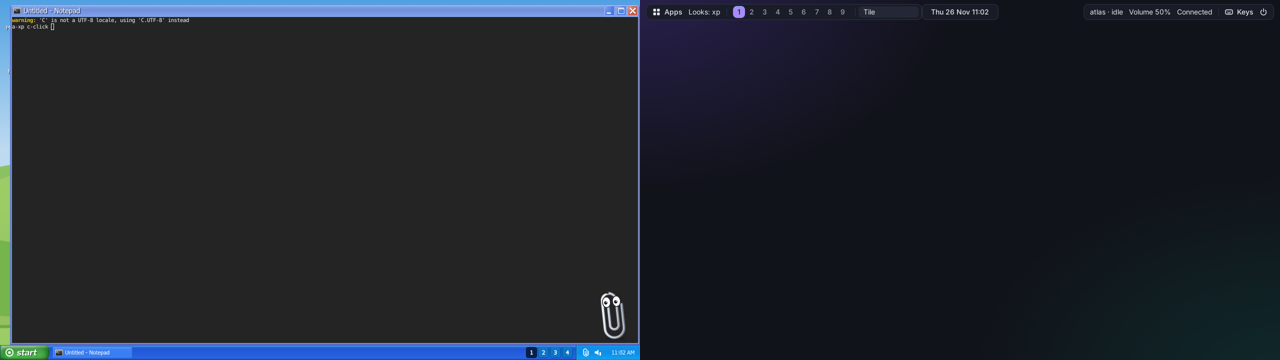 Untitled - Notepad
warning: 'C' is not a UTF-8 locale, using 'C.UTF-8' instead
a-xp c-click
start
Untitled - Notepad
1 2 3 4
11:02 AM
Apps Looks: xp 1 2 3 4 5 6 7 8 9 Tile
Thu 26 Nov 11:02
atlas · idle Volume 50% Connected Keys